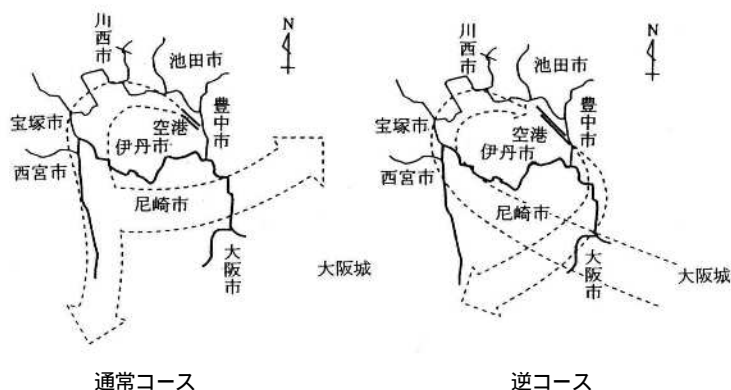 N
川西市
池田市
豊中市
宝塚市
空港
伊丹市
西宮市
尼崎市
大阪市
大阪城
通常コース
N
川西市
池田市
豊中市
宝塚市
空港
伊丹市
西宮市
尼崎市
大阪市
大阪城
逆コース